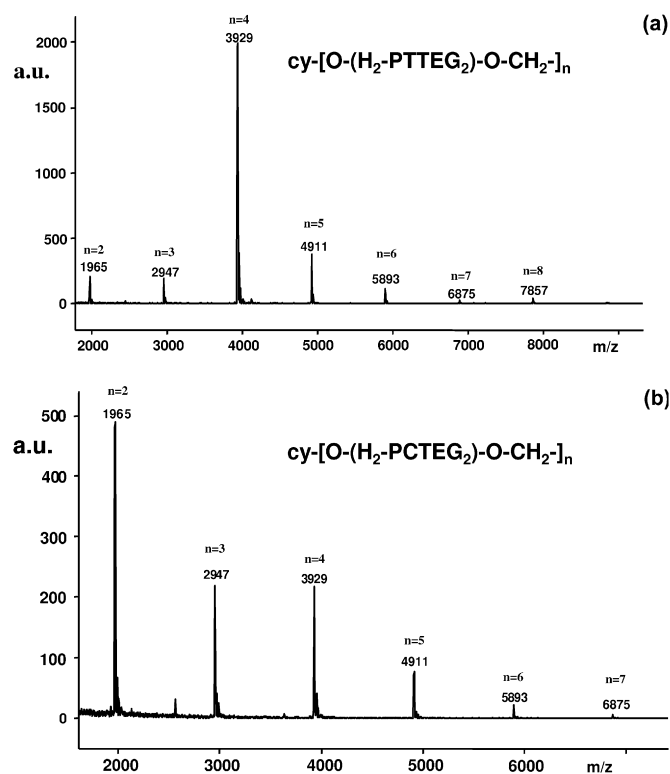 (a)
n=4
3929
cy-[O-(H₂-PTTEG₂)-O-CH₂-]ₙ
a.u.
2000
1500
1000
500
0
n=2
1965
n=3
2947
n=5
4911
n=6
5893
n=7
6875
n=8
7857
2000 3000 4000 5000 6000 7000 8000 m/z
(b)
n=2
1965
cy-[O-(H₂-PCTEG₂)-O-CH₂-]ₙ
a.u.
500
400
300
200
100
0
n=3
2947
n=4
3929
n=5
4911
n=6
5893
n=7
6875
2000 3000 4000 5000 6000 m/z